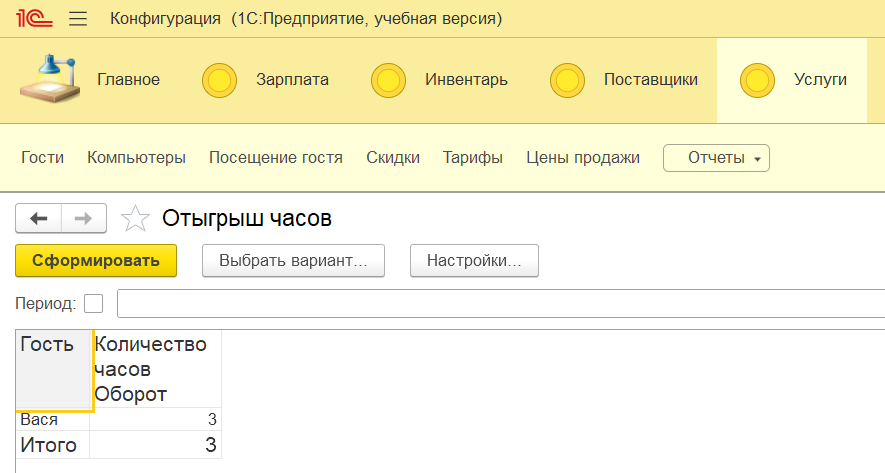 1С Конфигурация (1С:Предприятие, учебная версия)
Главное Зарплата Инвентарь Поставщики Услуги
Гости Компьютеры Посещение гостя Скидки Тарифы Цены продажи Отчеты
Отыгрыш часов
Сформировать Выбрать вариант... Настройки...
Период:
Гость Количество
часов
Оборот
Вася 3
Итого 3